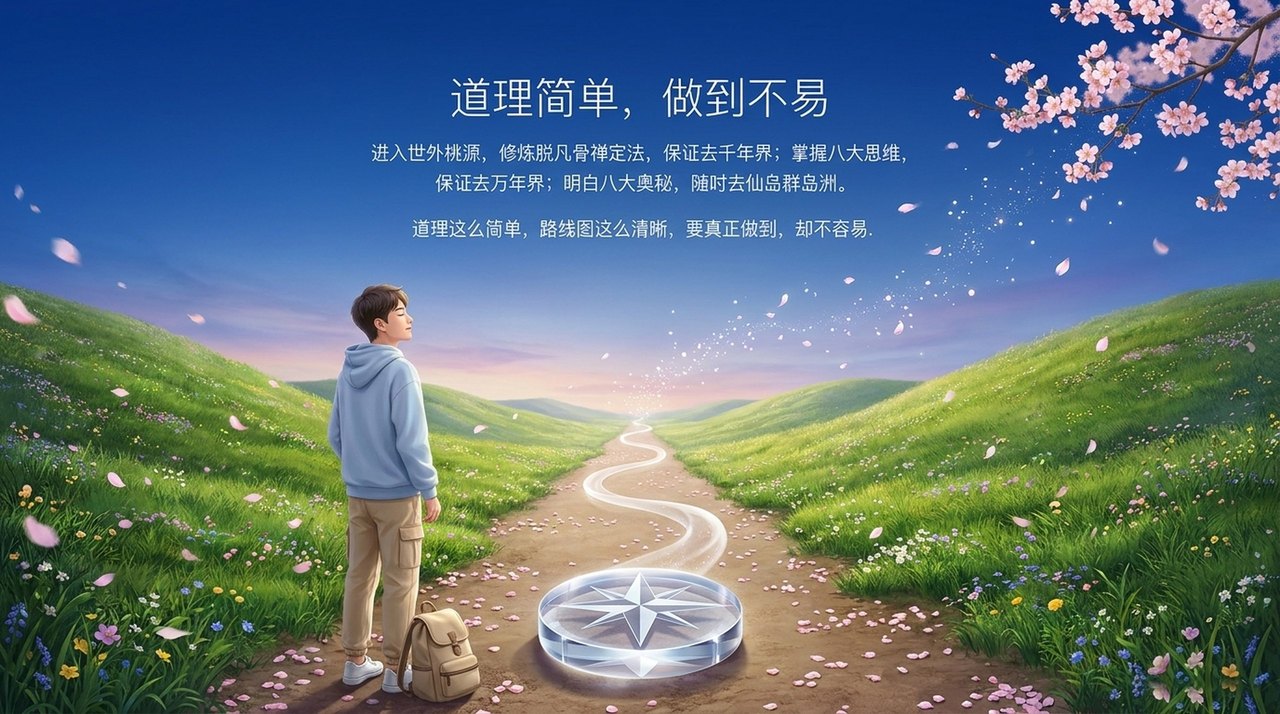 道理简单，做到不易
进入世外桃源，修炼脱凡骨禅定法，保证去千年界；掌握八大思维，
保证去万年界；明白八大奥秘，随时去仙岛群岛洲。
道理这么简单，路线图这么清晰，要真正做到，却不容易.